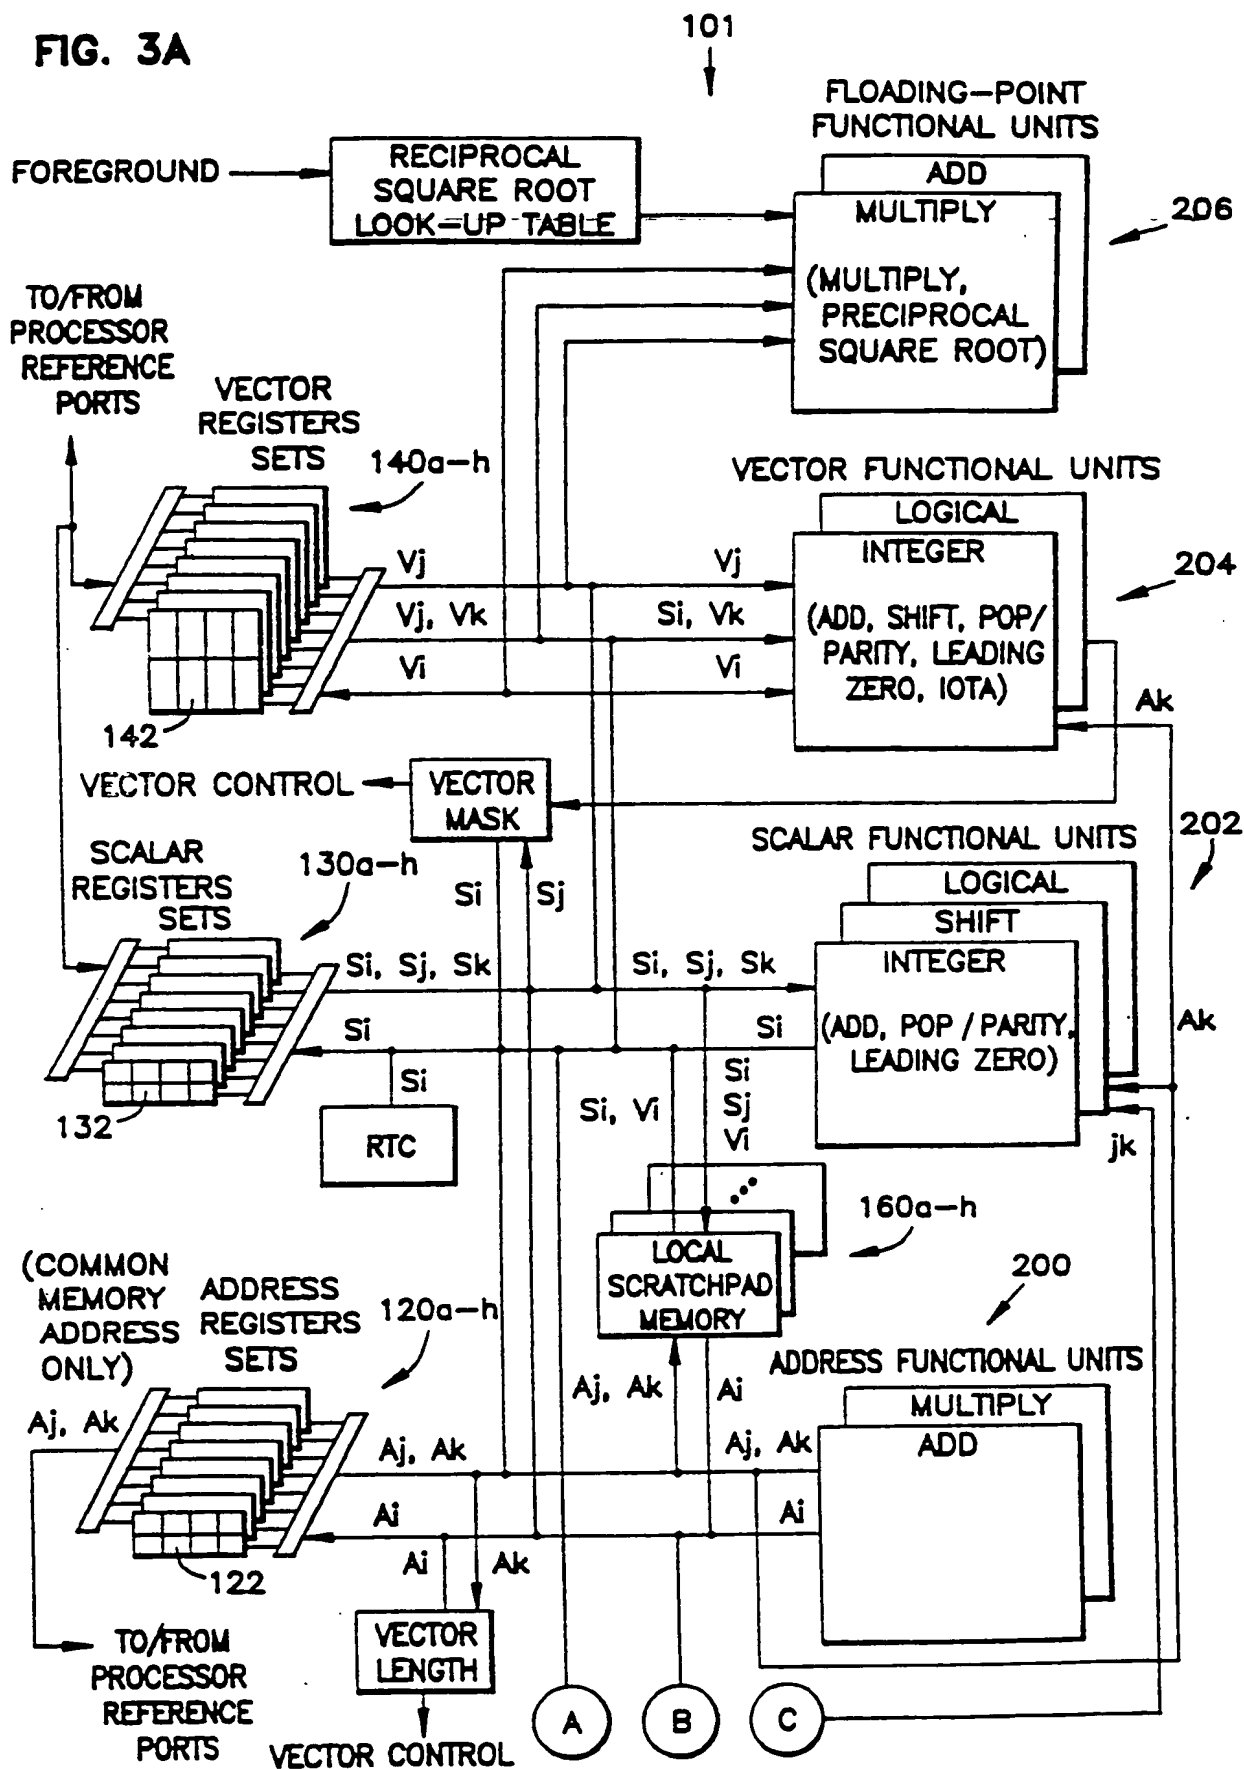 FIG. 3A
101
FLOADING-POINT
FUNCTIONAL UNITS
ADD
MULTIPLY
(MULTIPLY,
PRECIPROCAL
SQUARE ROOT)
206
FOREGROUND
RECIPROCAL
SQUARE ROOT
LOOK-UP TABLE
TO/FROM
PROCESSOR
REFERENCE
PORTS
VECTOR
REGISTERS
SETS
140a-h
142
Vj
Vj, Vk
Vi
Vj
Si, Vk
Vi
VECTOR FUNCTIONAL UNITS
LOGICAL
INTEGER
(ADD, SHIFT, POP/
PARITY, LEADING
ZERO, IOTA)
204
Ak
VECTOR CONTROL
VECTOR
MASK
SCALAR
REGISTERS
SETS
130a-h
132
Si
Sj
SCALAR FUNCTIONAL UNITS
202
LOGICAL
SHIFT
INTEGER
(ADD, POP / PARITY,
LEADING ZERO)
Si, Sj, Sk
Si, Sj, Sk
Si
Si
Ak
Si
RTC
Si, Vi
Si
Sj
Vi
jk
LOCAL
SCRATCHPAD
MEMORY
160a-h
200
(COMMON
MEMORY
ADDRESS
ONLY)
ADDRESS
REGISTERS
SETS
120a-h
122
Aj, Ak
Ai
ADDRESS FUNCTIONAL UNITS
MULTIPLY
ADD
Aj, Ak
Aj, Ak
Aj, Ak
Ai
Ai
Ai
Ak
TO/FROM
PROCESSOR
REFERENCE
PORTS
VECTOR
LENGTH
VECTOR CONTROL
A
B
C